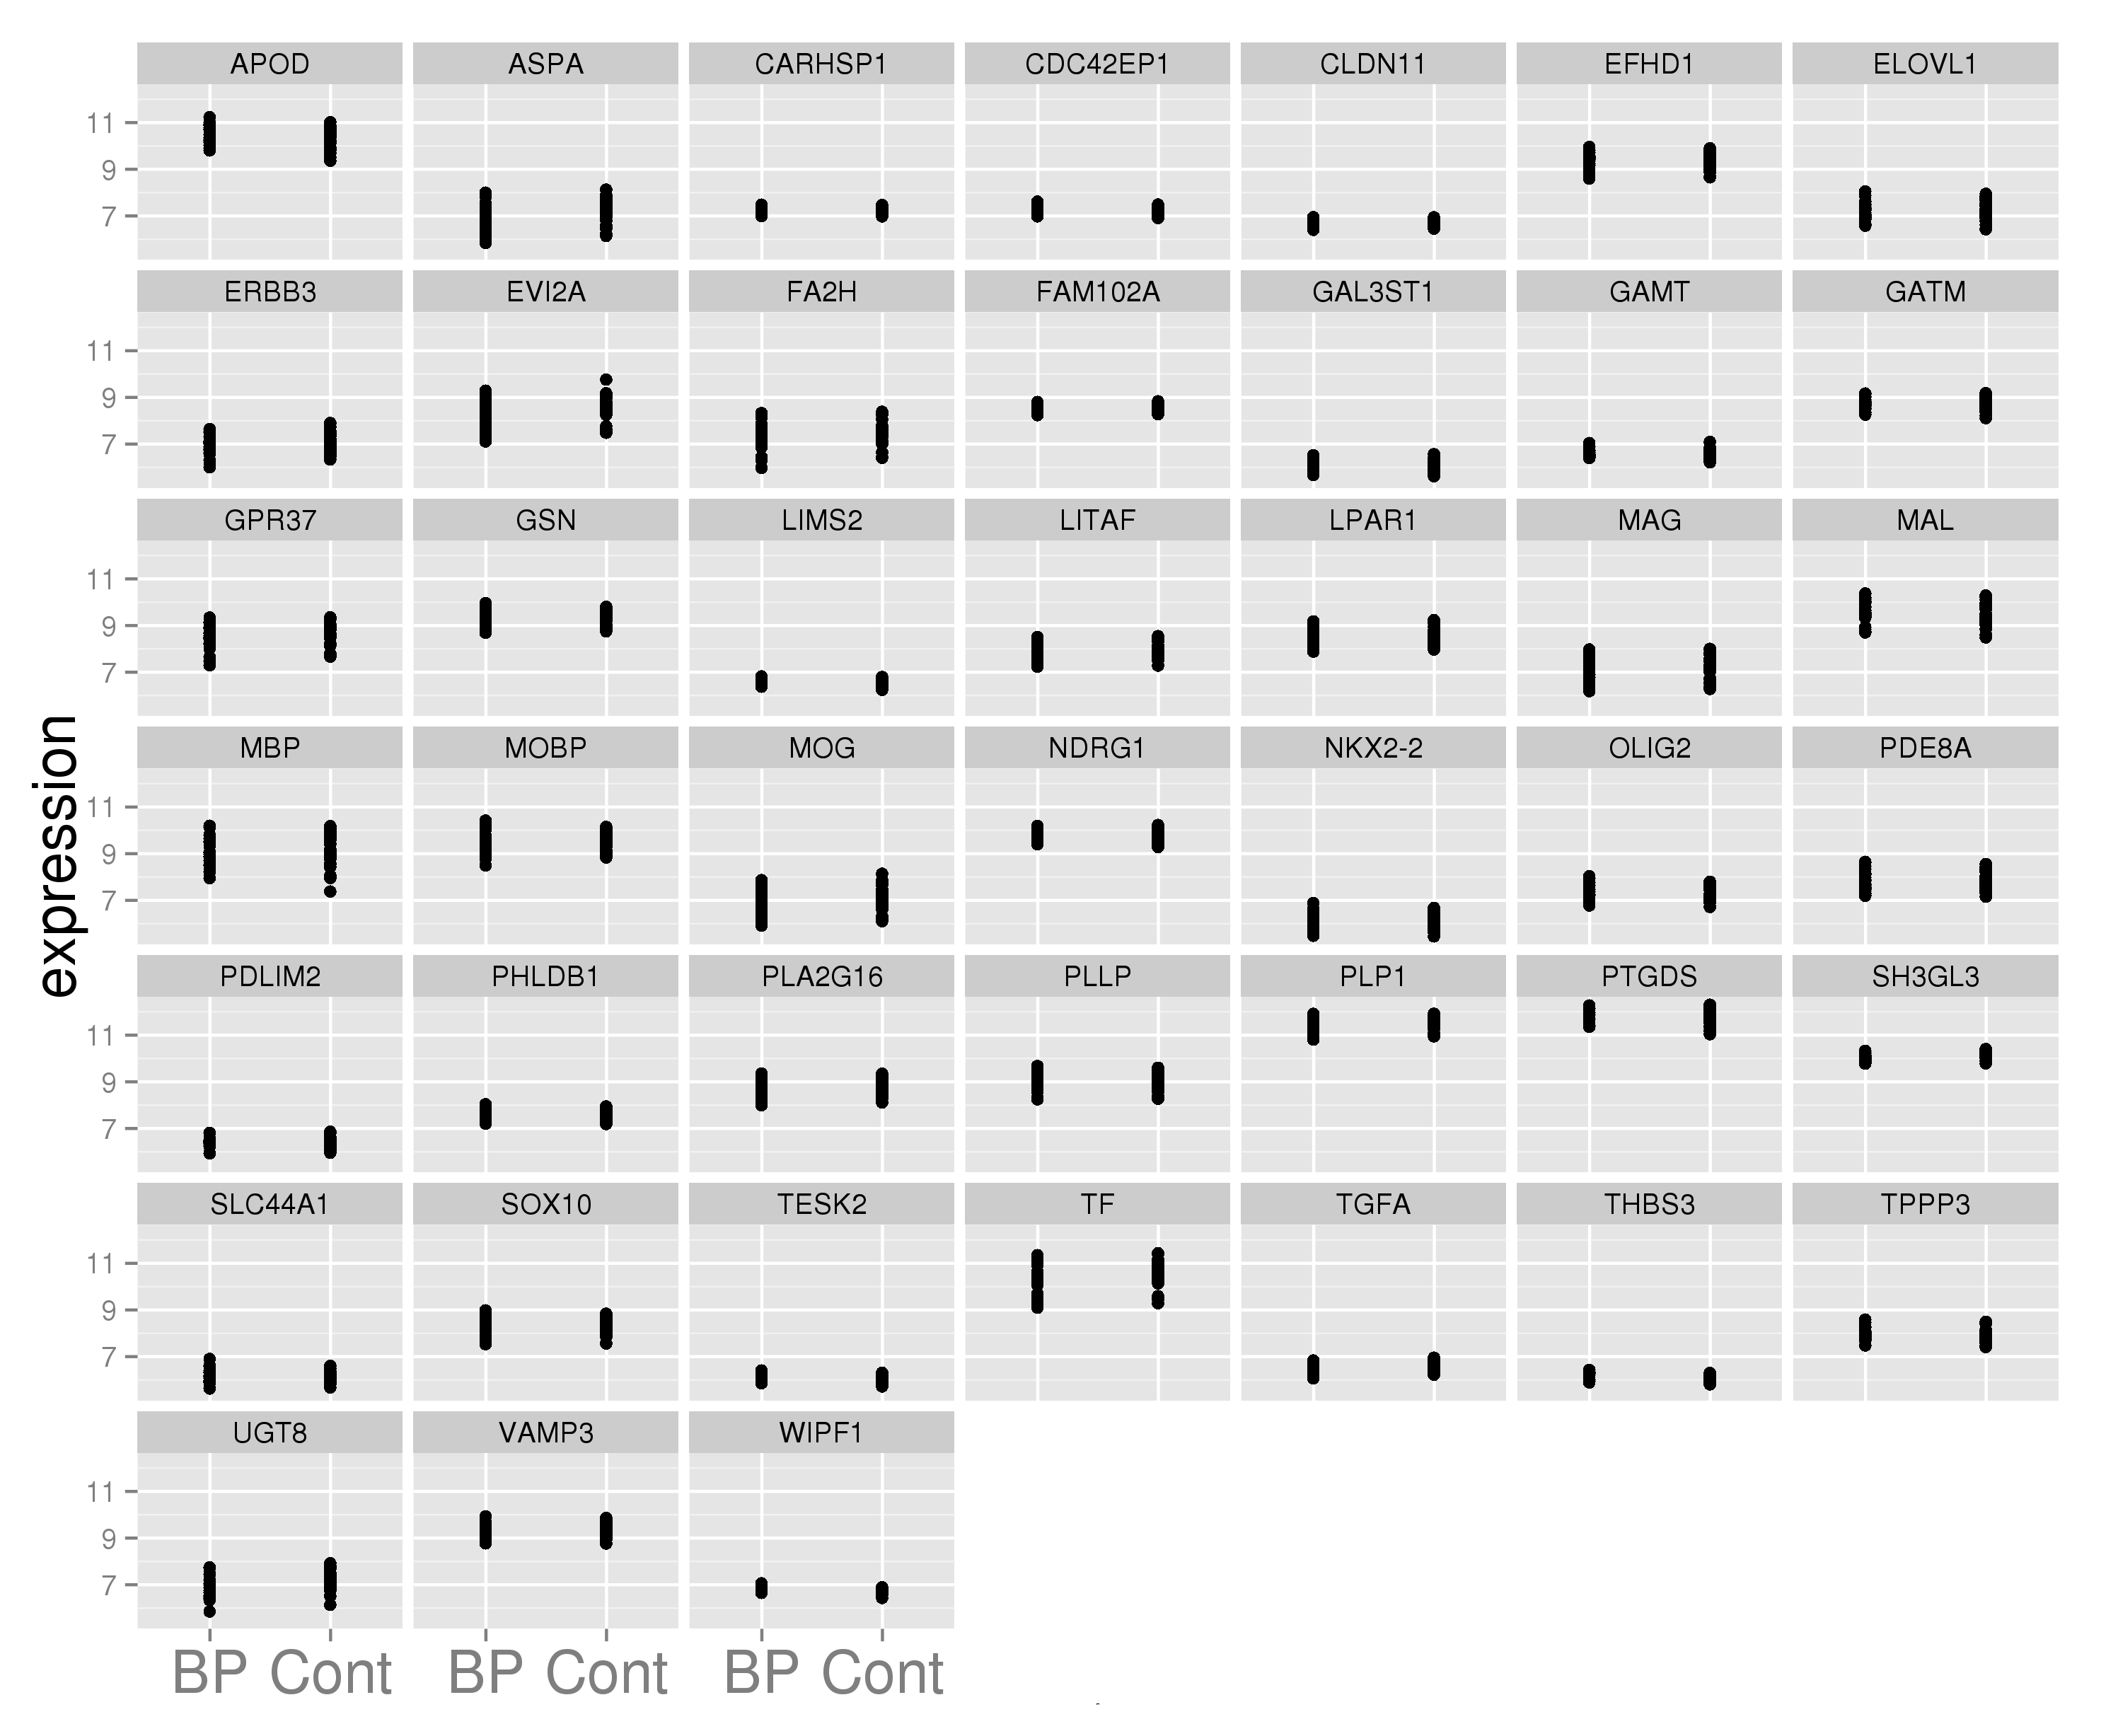 APOD ASPA CARHSP1 CDC42EP1 CLDN11 EFHD1 ELOVL1
11
9
7
ERBB3 EVI2A FA2H FAM102A GAL3ST1 GAMT GATM
11
9
7
GPR37 GSN LIMS2 LITAF LPAR1 MAG MAL
11
9
7
MBP MOBP MOG NDRG1 NKX2-2 OLIG2 PDE8A
11
9
7
expression
PDLIM2 PHLDB1 PLA2G16 PLLP PLP1 PTGDS SH3GL3
11
9
7
SLC44A1 SOX10 TESK2 TF TGFA THBS3 TPPP3
11
9
7
UGT8 VAMP3 WIPF1
11
9
7
BP Cont BP Cont BP Cont